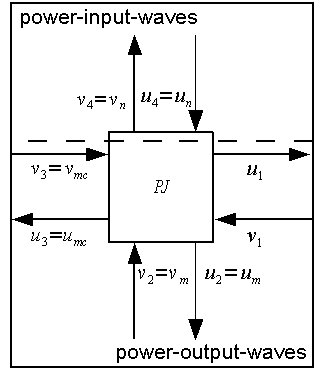 power-input-waves
v4=vn u4=un
v3=vmc u1
PJ
u3=umc v1
v2=vm u2=um
power-output-waves